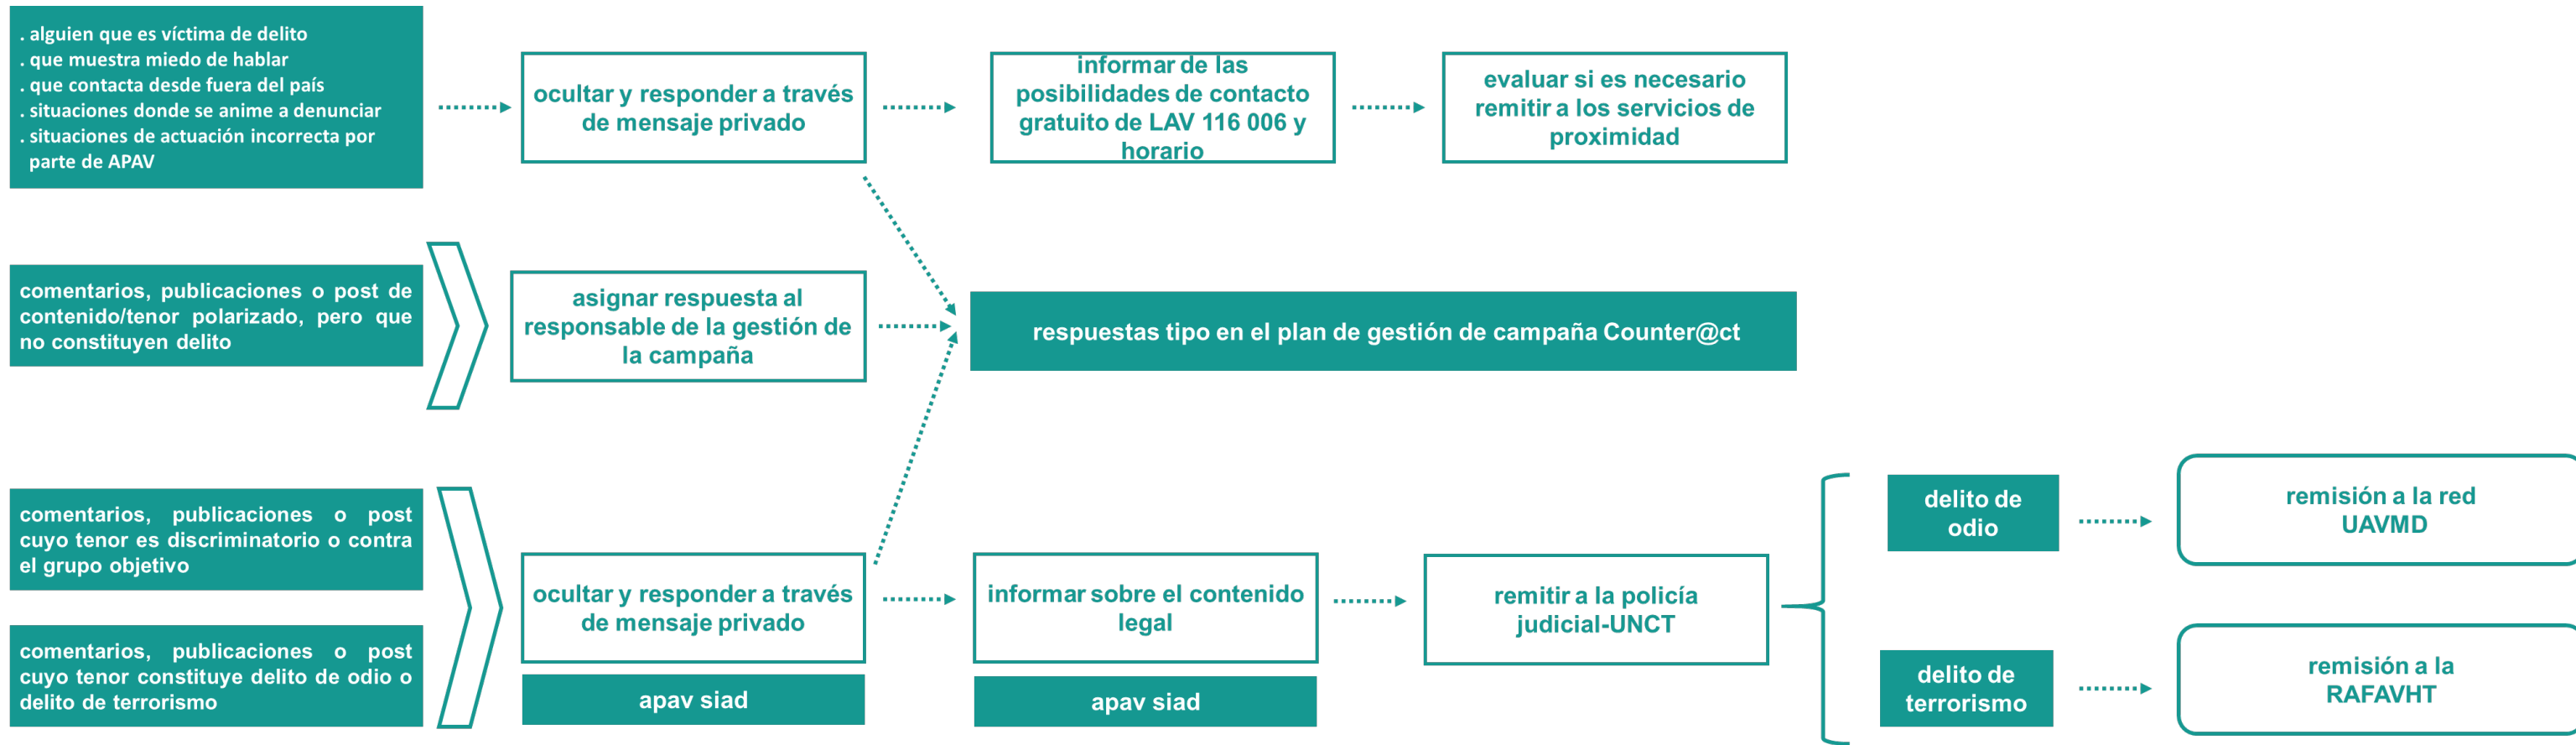 . alguien que es víctima de delito
. que muestra miedo de hablar
. que contacta desde fuera del país
. situaciones donde se anime a denunciar
. situaciones de actuación incorrecta por
parte de APAV
ocultar y responder a través
de mensaje privado
informar de las
posibilidades de contacto
gratuito de LAV 116 006 y
horario
evaluar si es necesario
remitir a los servicios de
proximidad
comentarios, publicaciones o post de
contenido/tenor polarizado, pero que
no constituyen delito
asignar respuesta al
responsable de la gestión de
la campaña
respuestas tipo en el plan de gestión de campaña Counter@ct
comentarios, publicaciones o post
cuyo tenor es discriminatorio o contra
el grupo objetivo
comentarios, publicaciones o post
cuyo tenor constituye delito de odio o
delito de terrorismo
ocultar y responder a través
de mensaje privado
apav siad
informar sobre el contenido
legal
apav siad
remitir a la policía
judicial-UNCT
delito de
odio
remisión a la red
UAVMD
delito de
terrorismo
remisión a la
RAFAVHT